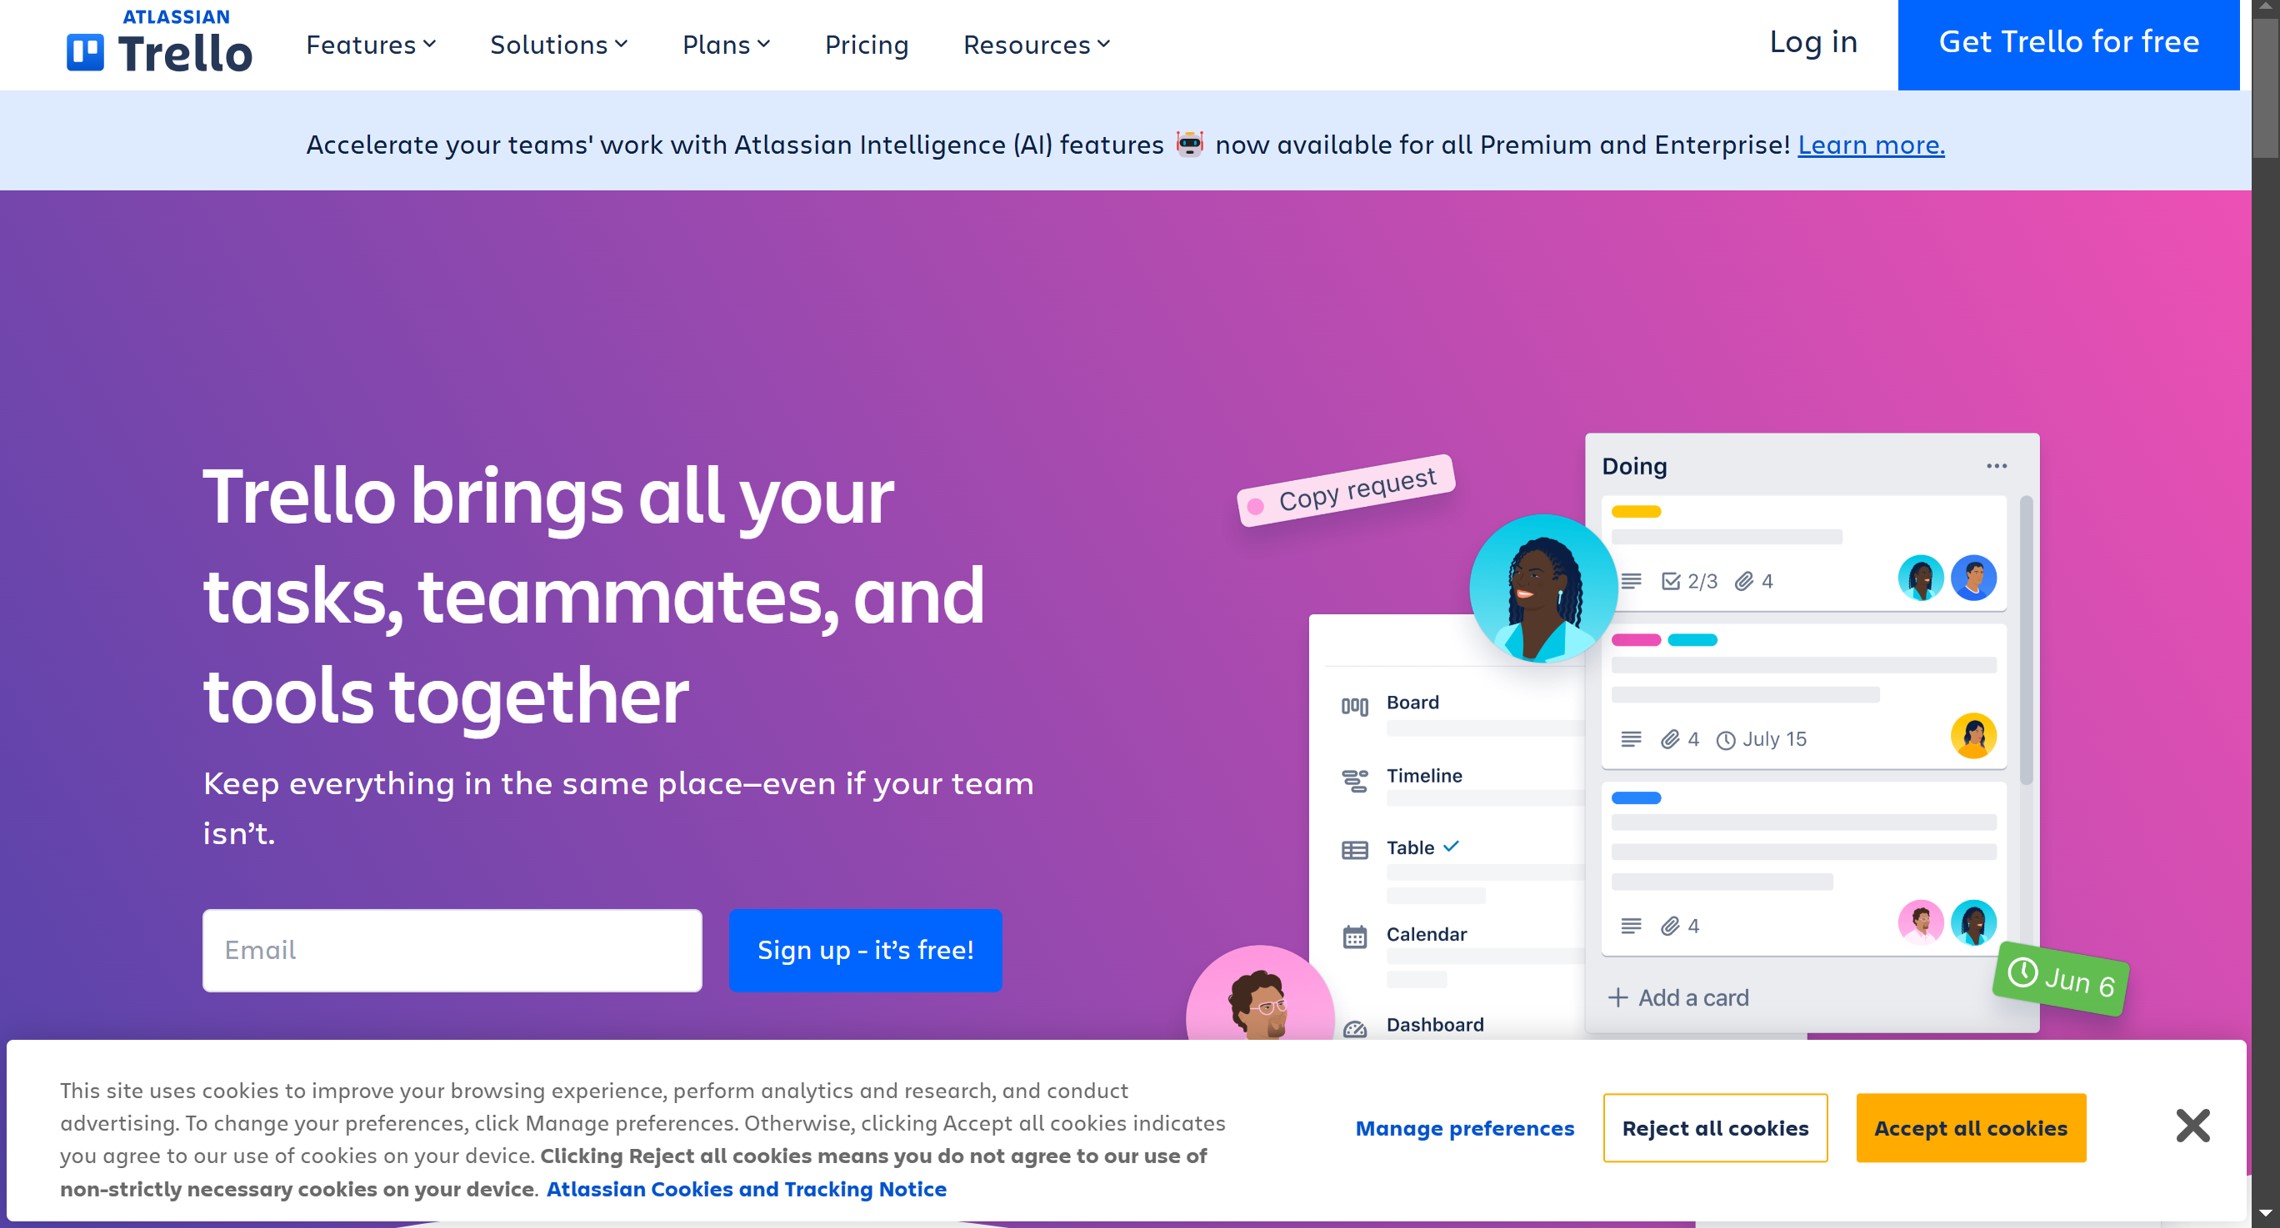 ATLASSIAN
Trello
Features
Solutions
Plans
Pricing
Resources
Log in
Get Trello for free
Accelerate your teams' work with Atlassian Intelligence (AI) features 🤖 now available for all Premium and Enterprise! Learn more.
Trello brings all your
tasks, teammates, and
tools together
Keep everything in the same place—even if your team
isn’t.
Email
Sign up - it’s free!
Copy request
Doing
2/3
4
4
July 15
4
Add a card
Jun 6
Board
Timeline
Table
Calendar
Dashboard
This site uses cookies to improve your browsing experience, perform analytics and research, and conduct
advertising. To change your preferences, click Manage preferences. Otherwise, clicking Accept all cookies indicates
you agree to our use of cookies on your device. Clicking Reject all cookies means you do not agree to our use of
non-strictly necessary cookies on your device. Atlassian Cookies and Tracking Notice
Manage preferences
Reject all cookies
Accept all cookies